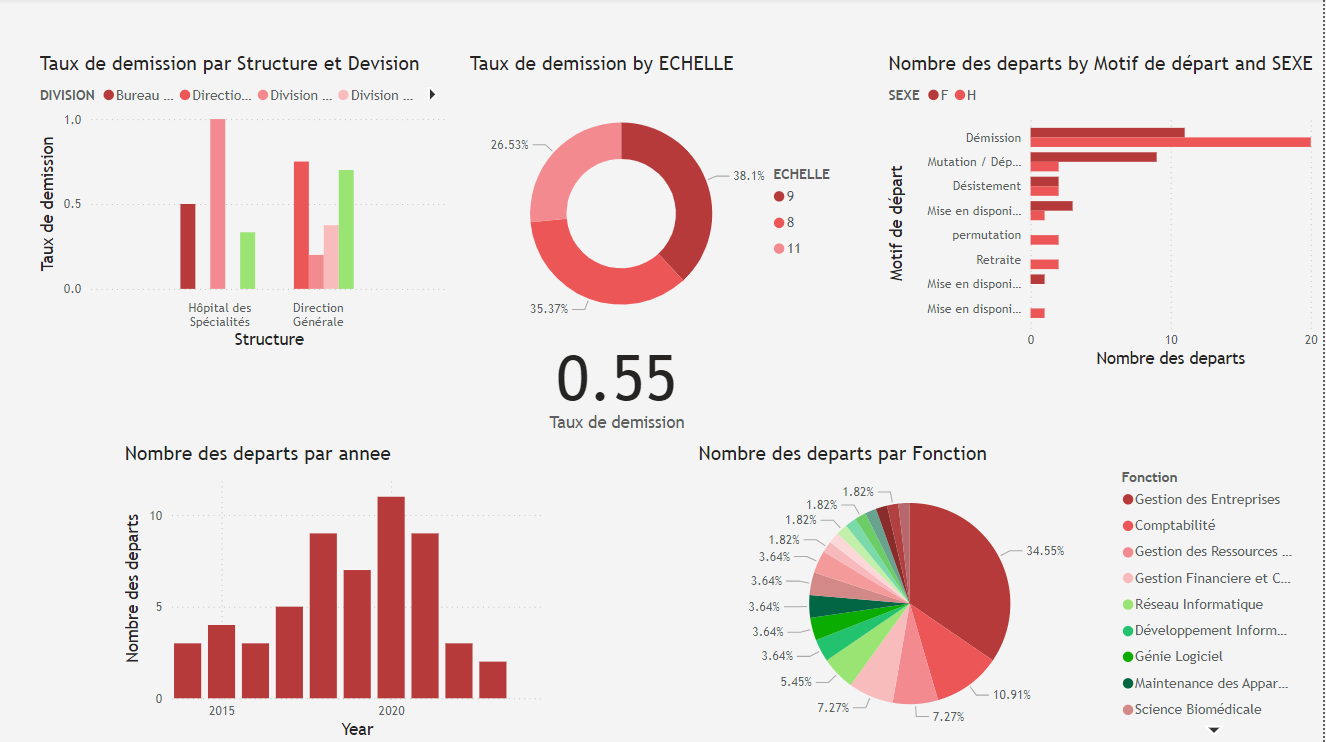 Taux de demission par Structure et Devision
DIVISION Bureau ... Directio... Division ... Division ...
Taux de demission
1.0
0.5
0.0
Hôpital des
Spécialités
Direction
Générale
Structure
Taux de demission by ECHELLE
26.53%
38.1%
35.37%
ECHELLE
9
8
11
Nombre des departs by Motif de départ and SEXE
SEXE F H
Motif de départ
Démission
Mutation / Dép...
Désistement
Mise en disponi...
permutation
Retraite
Mise en disponi...
Mise en disponi...
0 10 20
Nombre des departs
0.55
Taux de demission
Nombre des departs par annee
Nombre des departs
10
5
0
2015 2020
Year
Nombre des departs par Fonction
1.82%
1.82%
1.82%
1.82%
3.64%
3.64%
3.64%
3.64%
3.64%
5.45%
7.27%
7.27%
10.91%
34.55%
Fonction
Gestion des Entreprises
Comptabilité
Gestion des Ressources ...
Gestion Financiere et C...
Réseau Informatique
Développement Inform...
Génie Logiciel
Maintenance des Appar...
Science Biomédicale